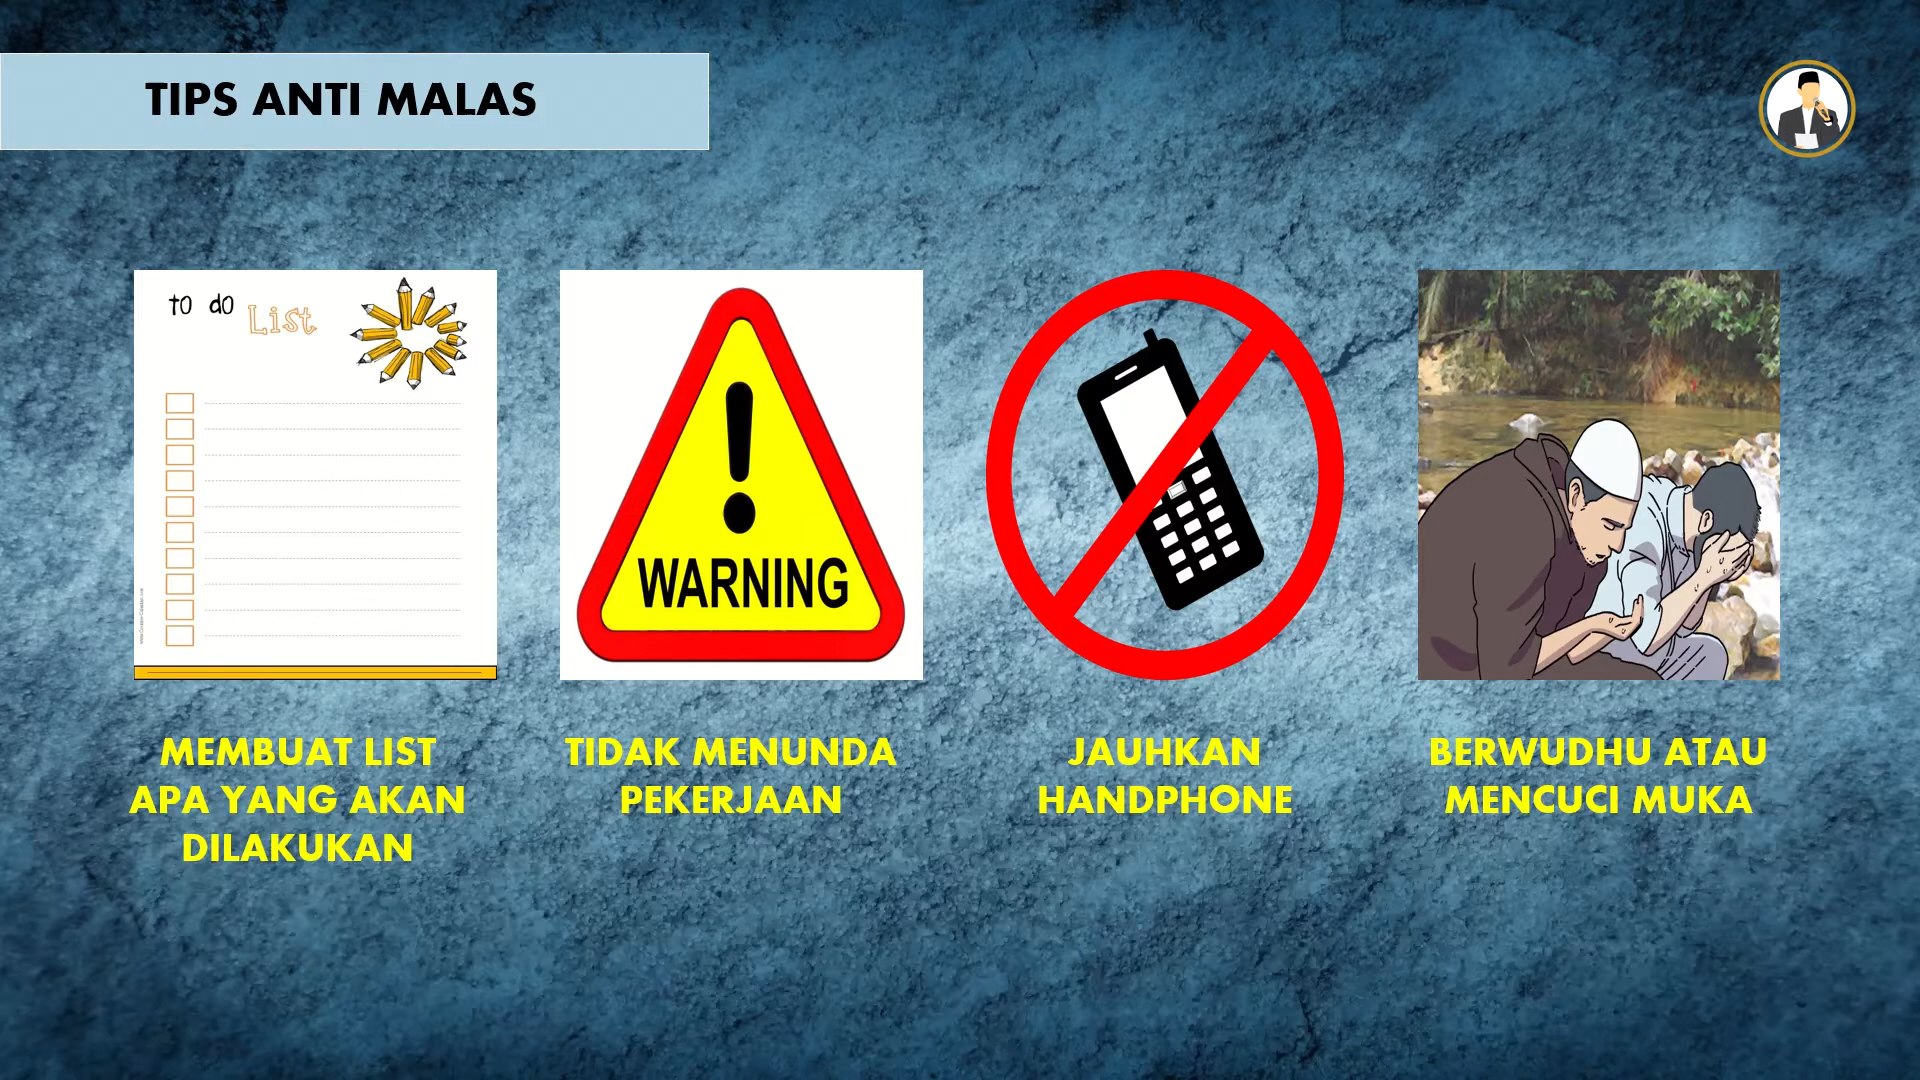 TIPS ANTI MALAS
to do List
WARNING
MEMBUAT LIST
APA YANG AKAN
DILAKUKAN
TIDAK MENUNDA
PEKERJAAN
JAUHKAN
HANDPHONE
BERWUDHU ATAU
MENCUCI MUKA